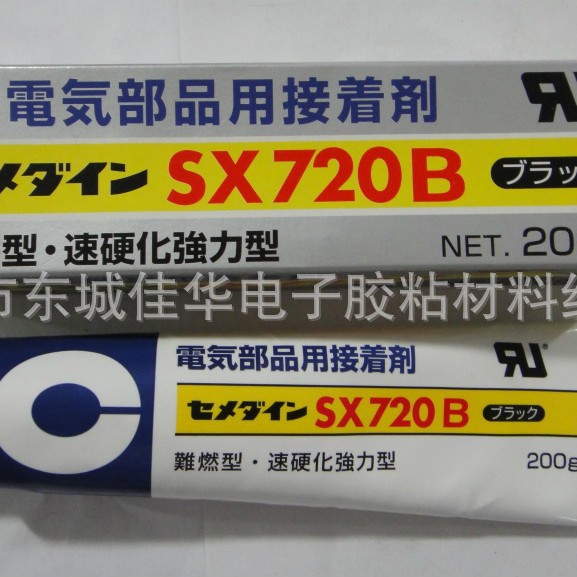 電気部品用接着剤
メダイン SX720B ブラック
型・速硬化強力型
NET. 20
市东城佳华电子胶粘材料经
C
電気部品用接着剤
セメダイン SX720B ブラック
難燃型・速硬化強力型
200g